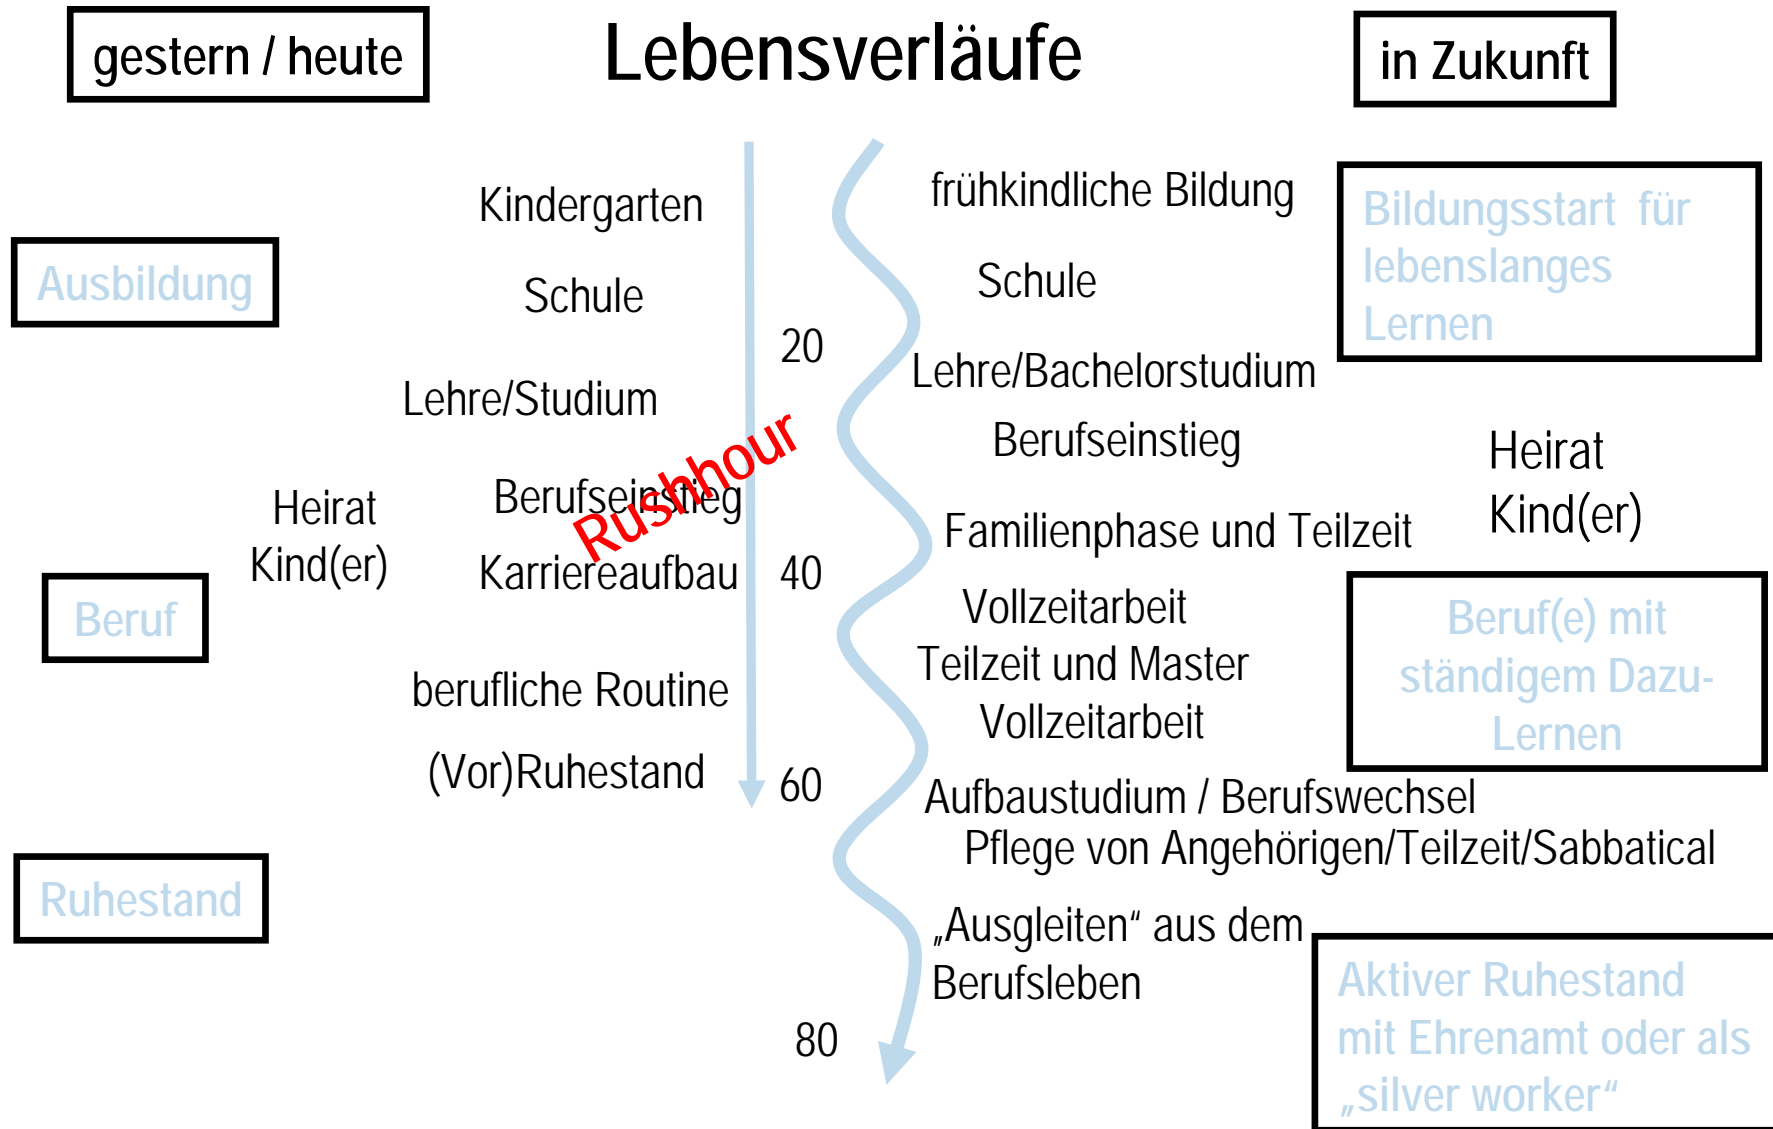 gestern / heute
Lebensverläufe
in Zukunft
Ausbildung
Beruf
Ruhestand
Heirat
Kind(er)
Kindergarten
Schule
Lehre/Studium
Berufseinstieg
Karriereaufbau
berufliche Routine
(Vor)Ruhestand
Rushhour
20
40
60
80
frühkindliche Bildung
Schule
Lehre/Bachelorstudium
Berufseinstieg
Familienphase und Teilzeit
Vollzeitarbeit
Teilzeit und Master
Vollzeitarbeit
Aufbaustudium / Berufswechsel
Pflege von Angehörigen/Teilzeit/Sabbatical
„Ausgleiten“ aus dem
Berufsleben
Bildungsstart für
lebenslanges
Lernen
Heirat
Kind(er)
Beruf(e) mit
ständigem Dazu-
Lernen
Aktiver Ruhestand
mit Ehrenamt oder als
„silver worker“